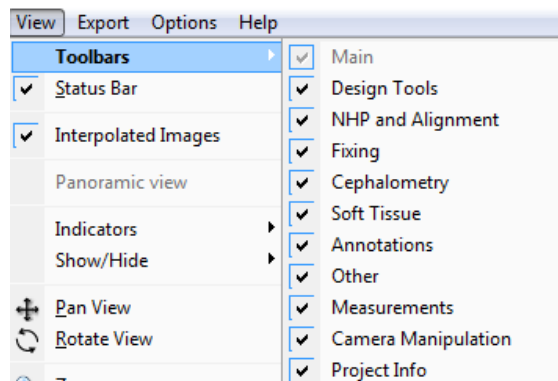 View Export Options Help
Toolbars
Status Bar
Interpolated Images
Panoramic view
Indicators
Show/Hide
Pan View
Rotate View
Main
Design Tools
NHP and Alignment
Fixing
Cephalometry
Soft Tissue
Annotations
Other
Measurements
Camera Manipulation
Project Info